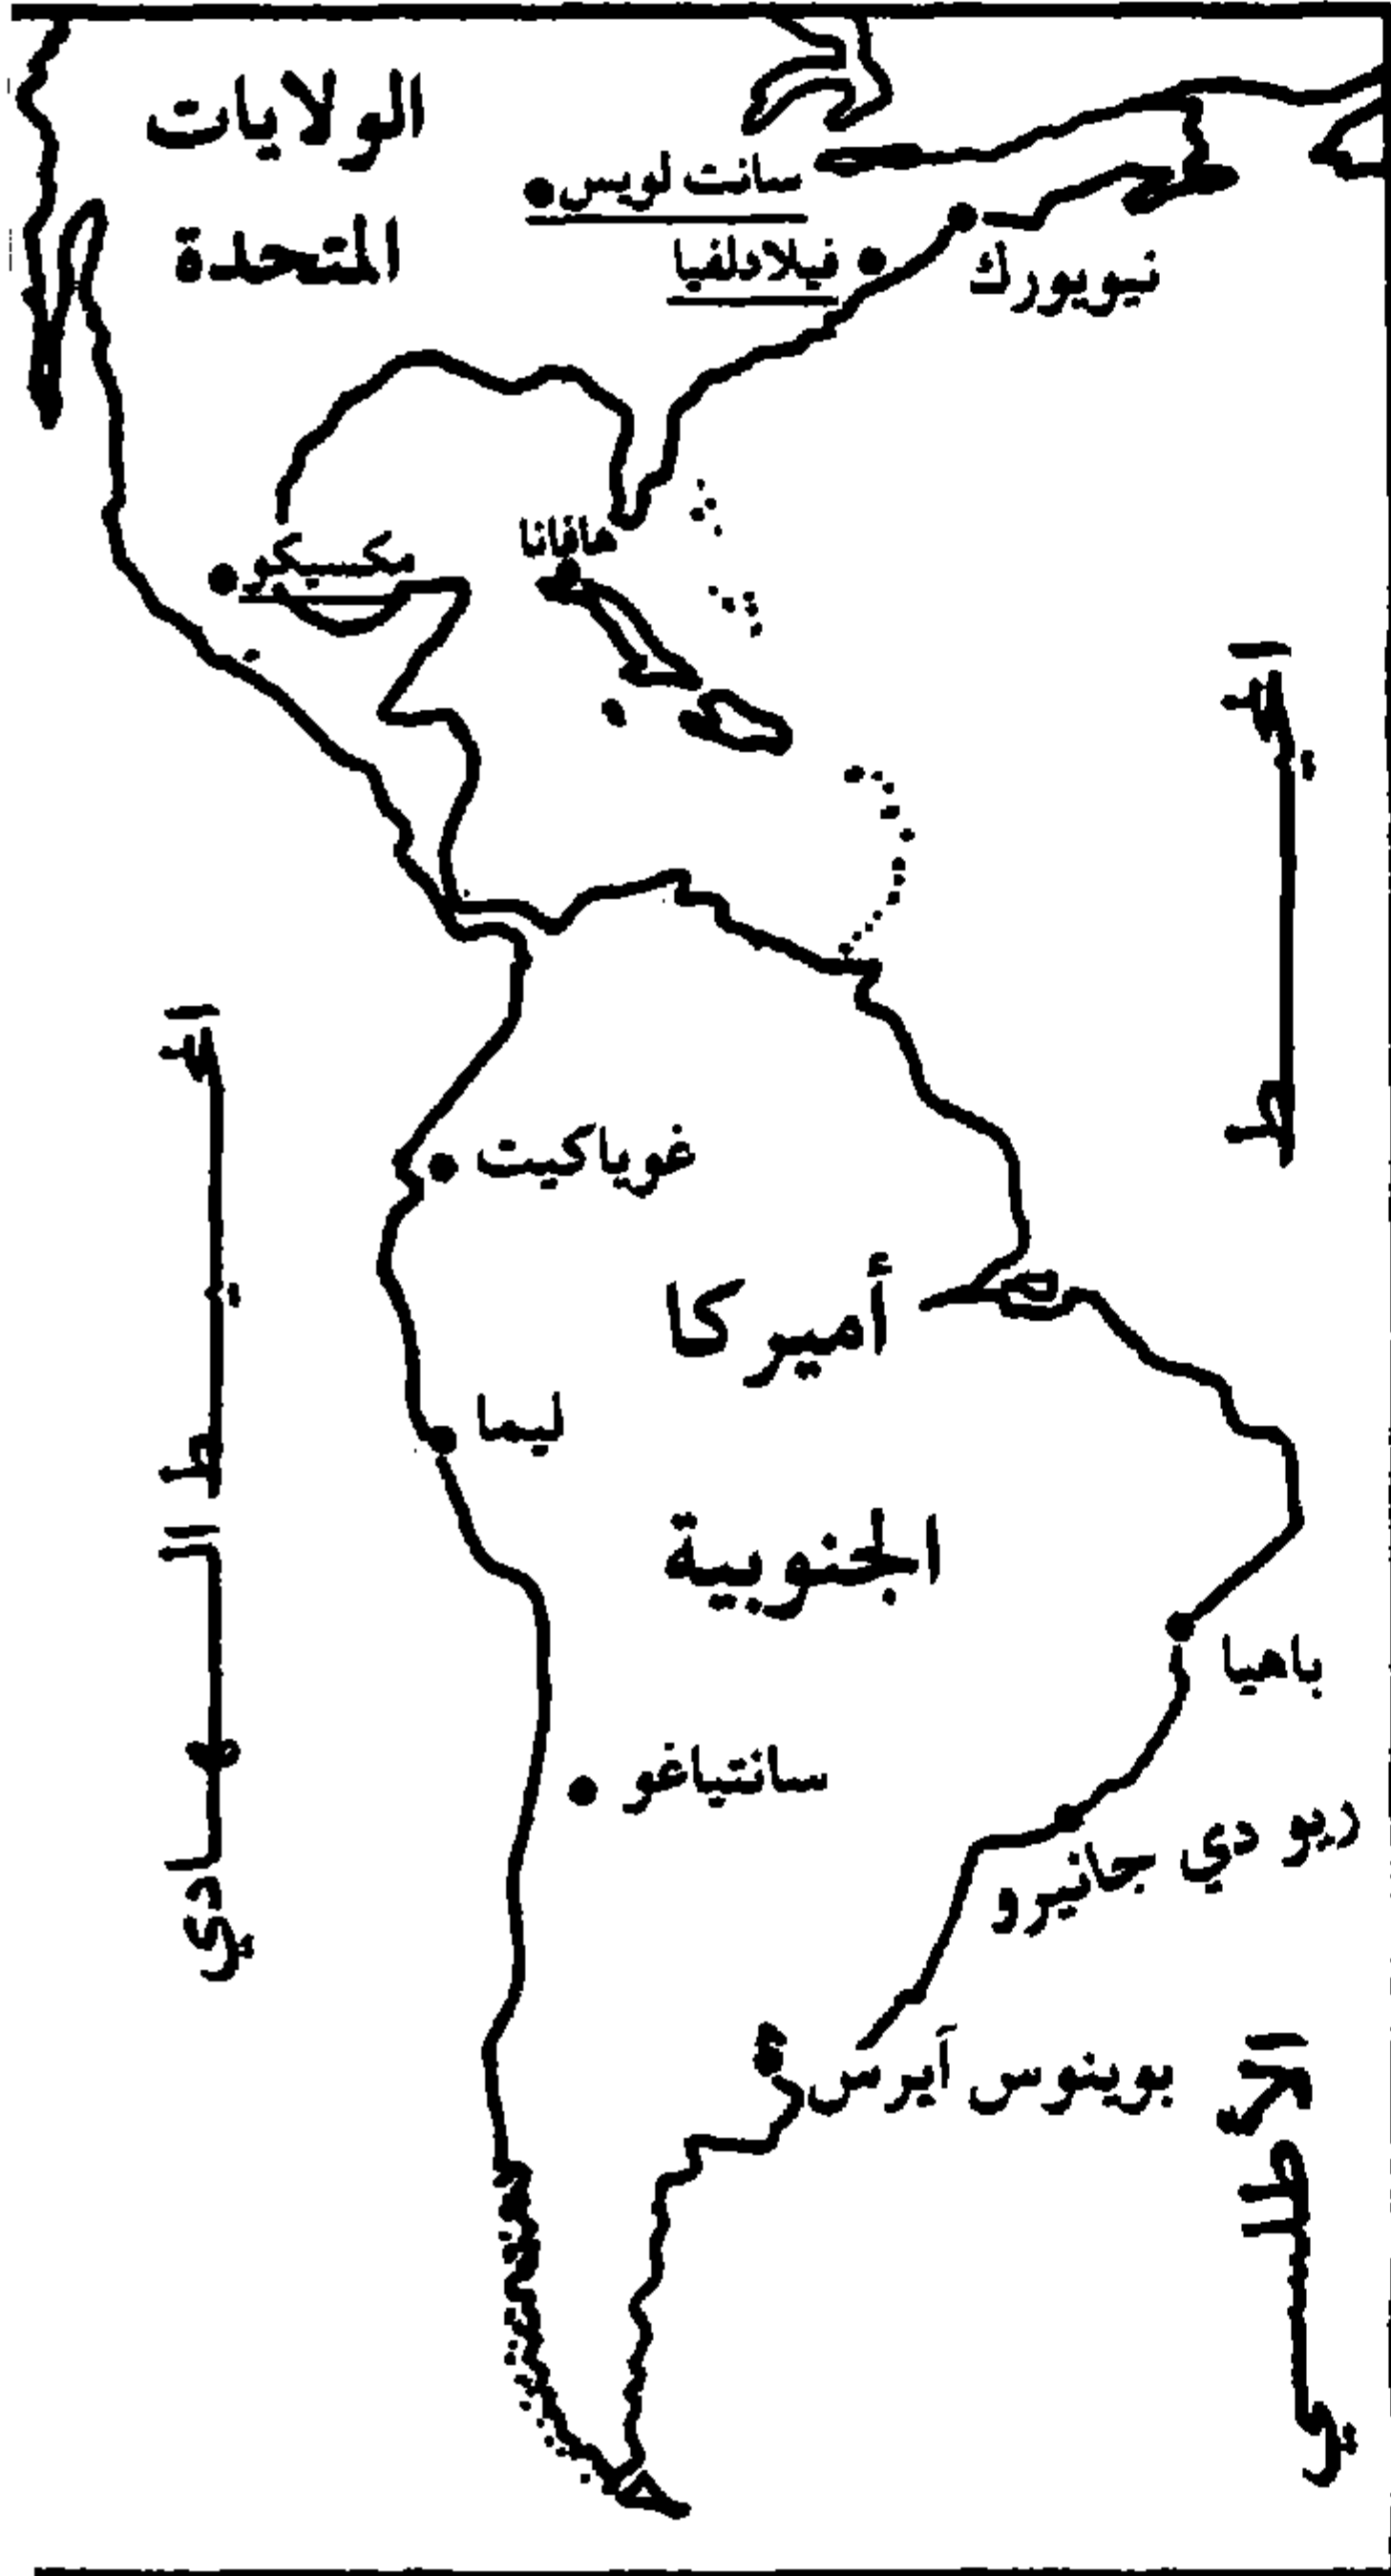 الولايات
المتحدة
سانت لويس
فيلادلفيا
نيويورك
مكسيكو
هافانا
المحيط
الأطلسي
المحيط
الهادي
غوياكيت
أميركا
الجنوبية
ليما
باهيا
سانتياغو
ريو دي جانيرو
بوينوس آيرس